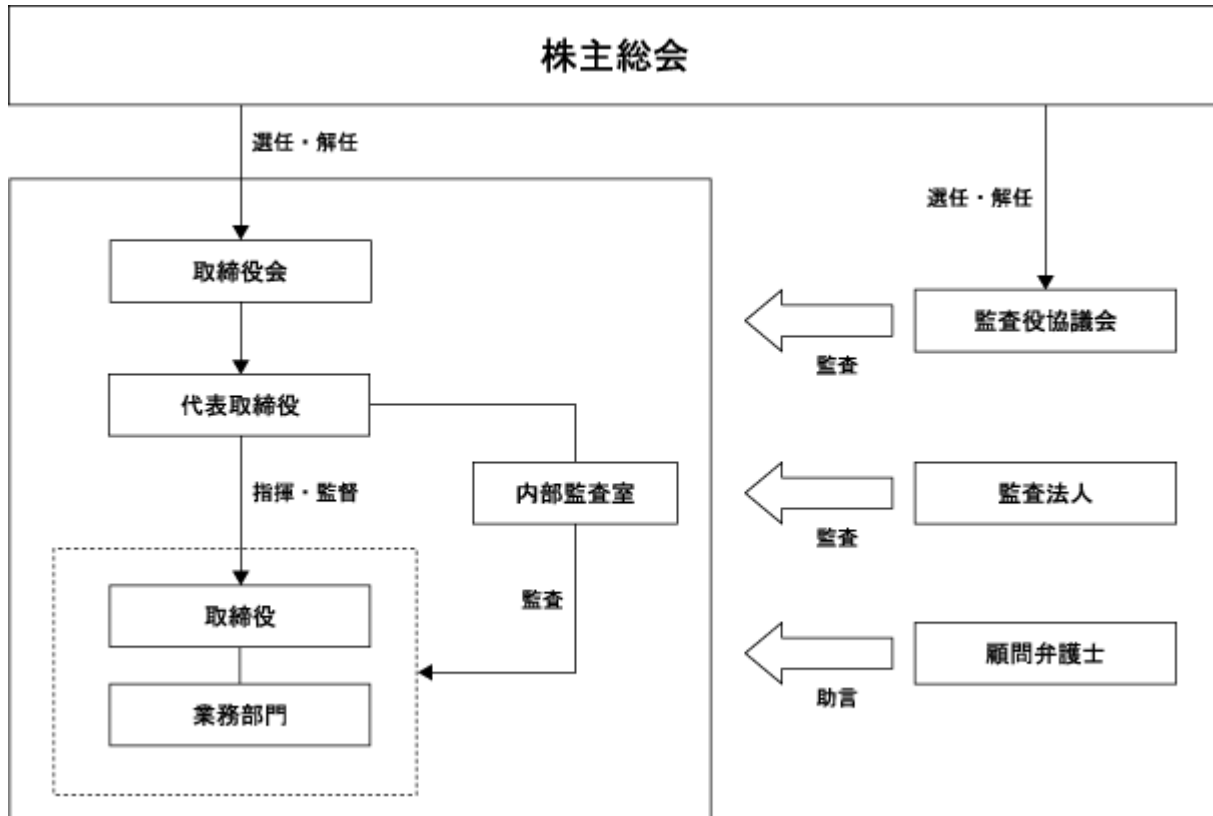 株主総会
選任・解任
選任・解任
取締役会
監査役協議会
監査
代表取締役
指揮・監督
内部監査室
監査法人
監査
取締役
監査
顧問弁護士
助言
業務部門